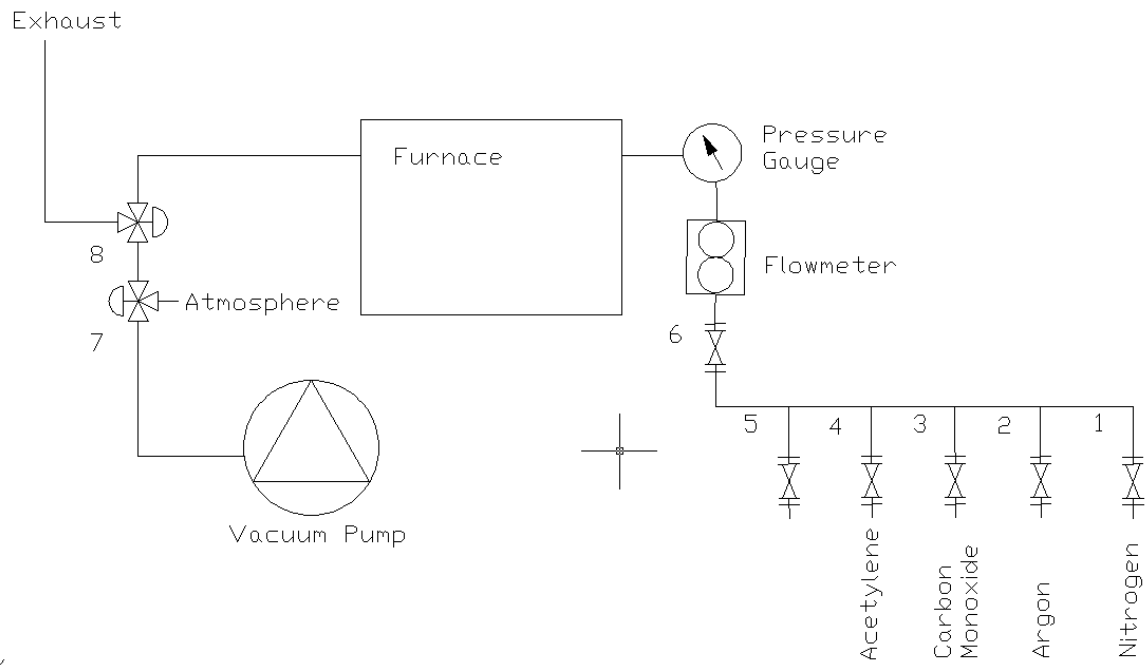 Exhaust
Furnace
Pressure
Gauge
8
Flowmeter
Atmosphere
7
6
5
4
3
2
1
Vacuum Pump
Acetylene
Carbon
Monoxide
Argon
Nitrogen